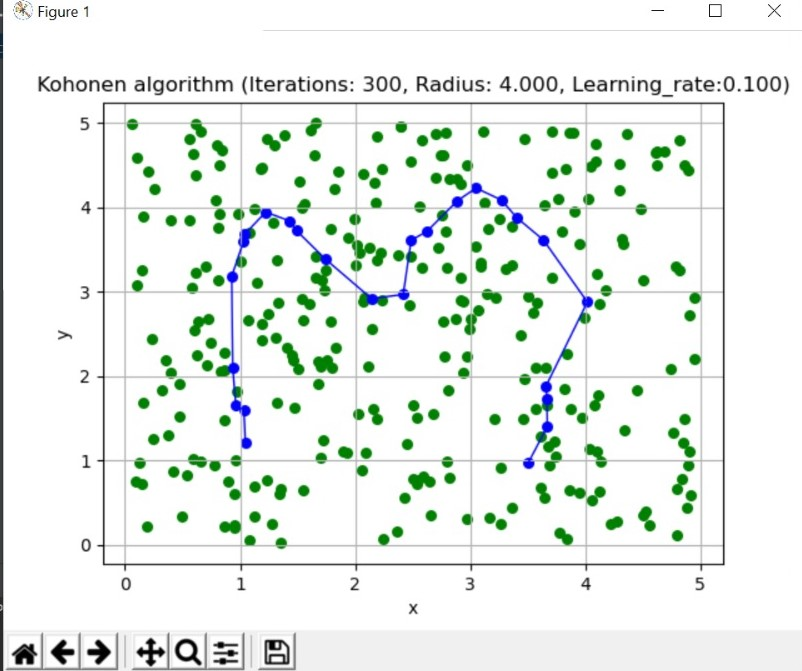 Figure 1
Kohonen algorithm (Iterations: 300, Radius: 4.000, Learning_rate:0.100)
5
4
3
2
1
0
y
0 1 2 3 4 5
x